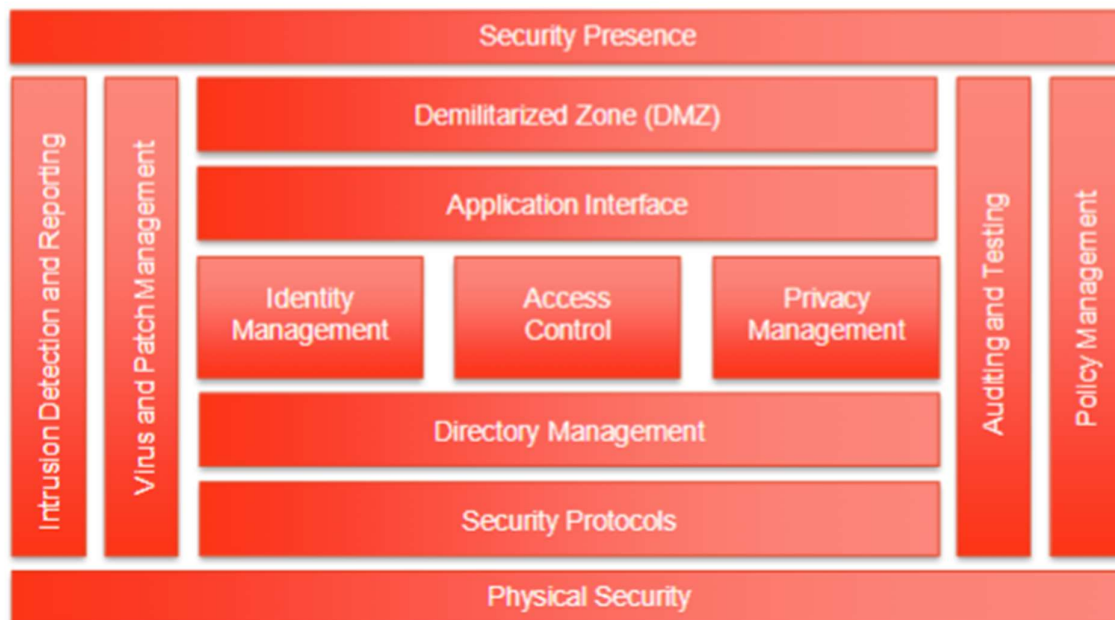 Security Presence
Intrusion Detection and Reporting
Virus and Patch Management
Demilitarized Zone (DMZ)
Application Interface
Identity
Management
Access
Control
Privacy
Management
Directory Management
Security Protocols
Auditing and Testing
Policy Management
Physical Security